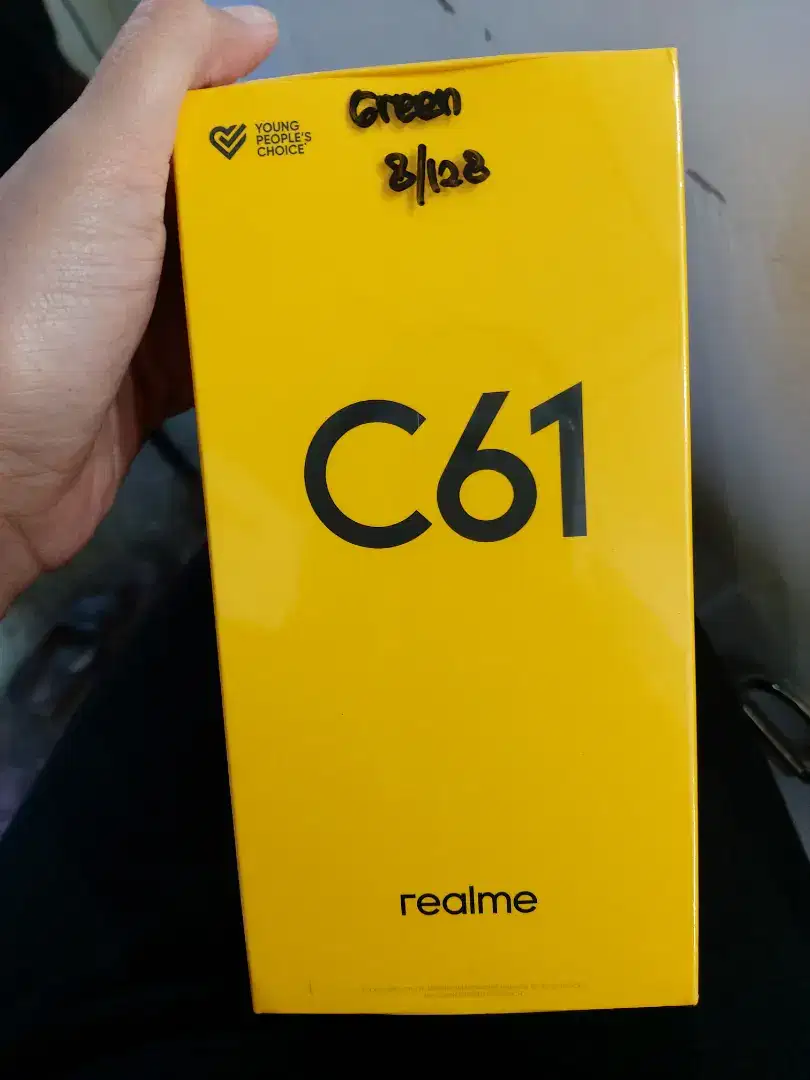 Green
8/128
YOUNG
PEOPLE'S
CHOICE
C61
realme